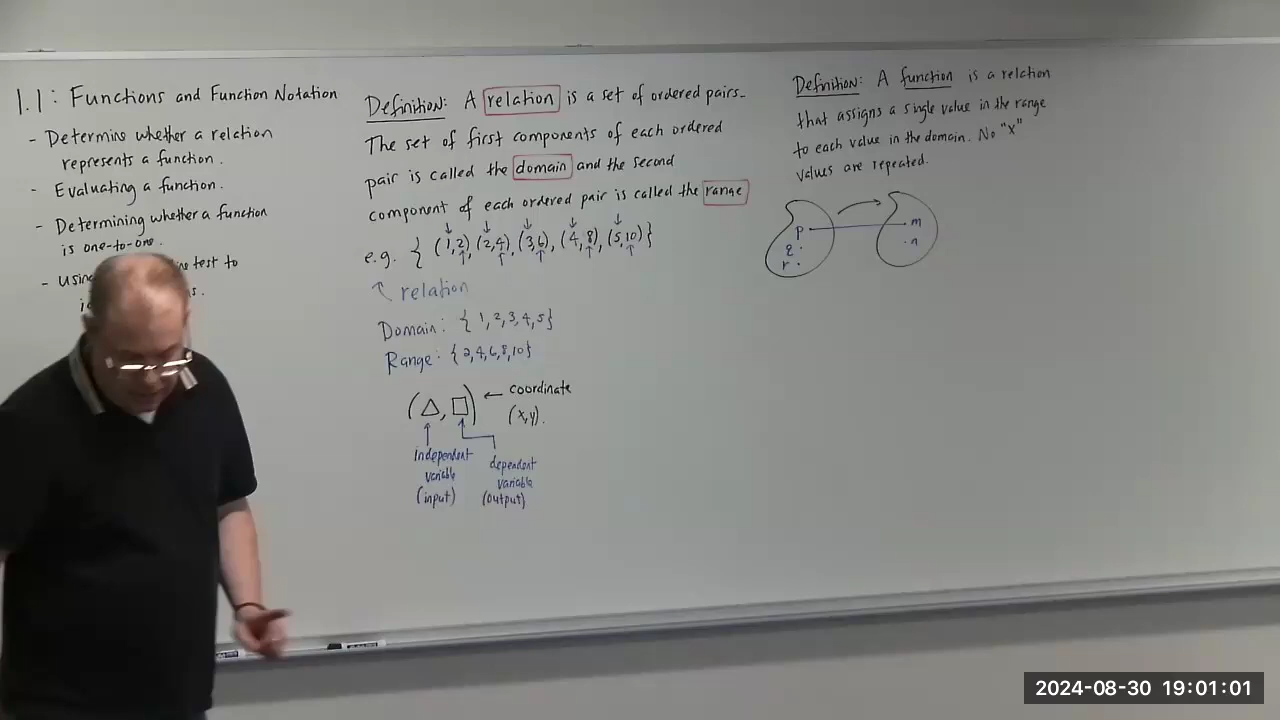 1.1: Functions and Function Notation
- Determine whether a relation
represents a function.
- Evaluating a function.
- Determining whether a function
is one-to-one.
- test to
Definition: A relation is a set of ordered pairs.
The set of first components of each ordered
pair is called the domain and the second
component of each ordered pair is called the range
e.g. { (1,2), (2,4), (3,6), (4,8), (5,10) }
relation
Domain: { 1, 2, 3, 4, 5 }
Range: { 2, 4, 6, 8, 10 }
(△, □) ← coordinate
(x,y).
independent
variable
(input)
dependent
variable
(output)
Definition: A function is a relation
that assigns a single value in the range
to each value in the domain. No "x"
values are repeated.
p
q
r
m
n
2024-08-30 19:01:01